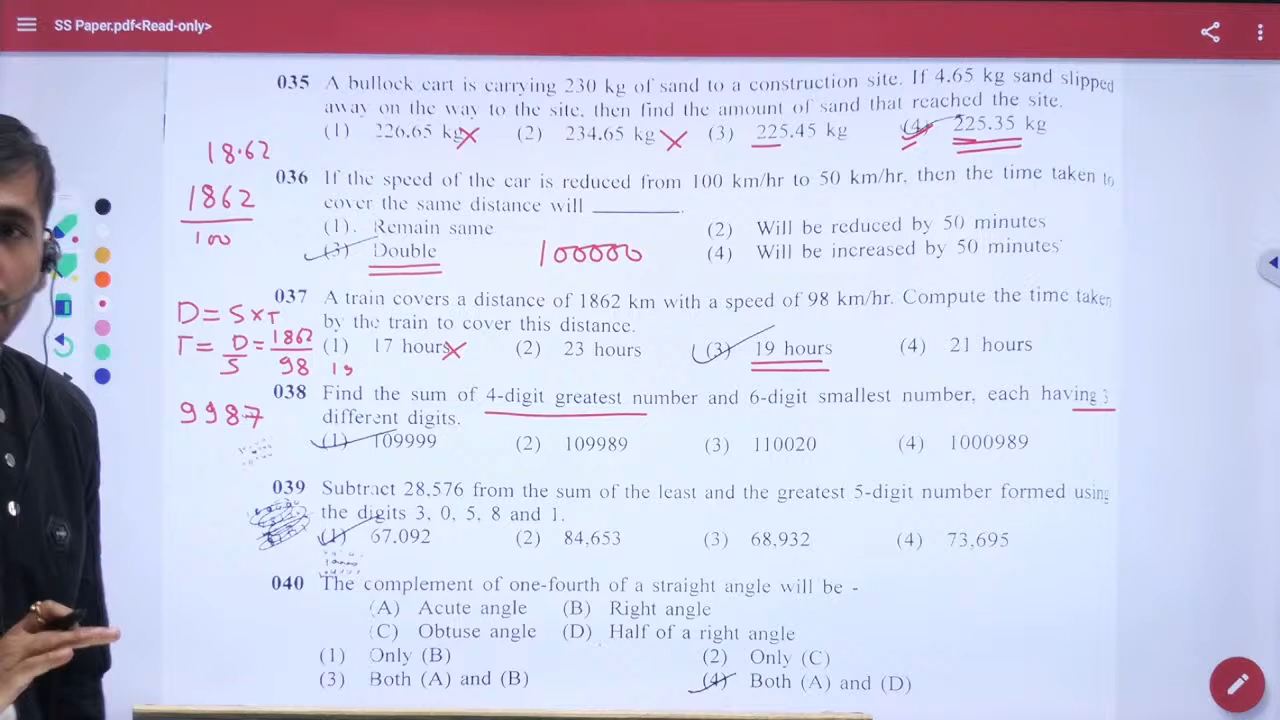 SS Paper.pdf<Read-only>
035 A bullock cart is carrying 230 kg of sand to a construction site. If 4.65 kg sand slipped
away on the way to the site, then find the amount of sand that reached the site.
(1) 226.65 kg (2) 234.65 kg (3) 225.45 kg (4) 225.35 kg
18.62
1862
100
036 If the speed of the car is reduced from 100 km/hr to 50 km/hr, then the time taken to
cover the same distance will ________.
(1). Remain same (2) Will be reduced by 50 minutes
(3) Double (4) Will be increased by 50 minutes
100000
037 A train covers a distance of 1862 km with a speed of 98 km/hr. Compute the time taken
by the train to cover this distance.
(1) 17 hours (2) 23 hours (3) 19 hours (4) 21 hours
D = S × T
T = D/S = 1862/98
038 Find the sum of 4-digit greatest number and 6-digit smallest number, each having 3
different digits.
(1) 109999 (2) 109989 (3) 110020 (4) 1000989
9987
039 Subtract 28,576 from the sum of the least and the greatest 5-digit number formed using
the digits 3, 0, 5, 8 and 1.
(1) 67.092 (2) 84,653 (3) 68,932 (4) 73,695
040 The complement of one-fourth of a straight angle will be -
(A) Acute angle (B) Right angle
(C) Obtuse angle (D) Half of a right angle
(1) Only (B) (2) Only (C)
(3) Both (A) and (B) (4) Both (A) and (D)